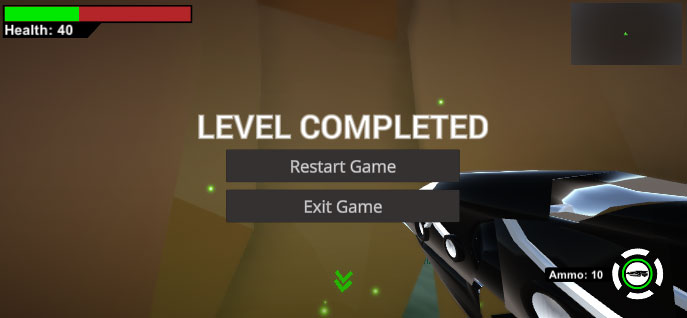 Health: 40
LEVEL COMPLETED
Restart Game
Exit Game
Ammo: 10